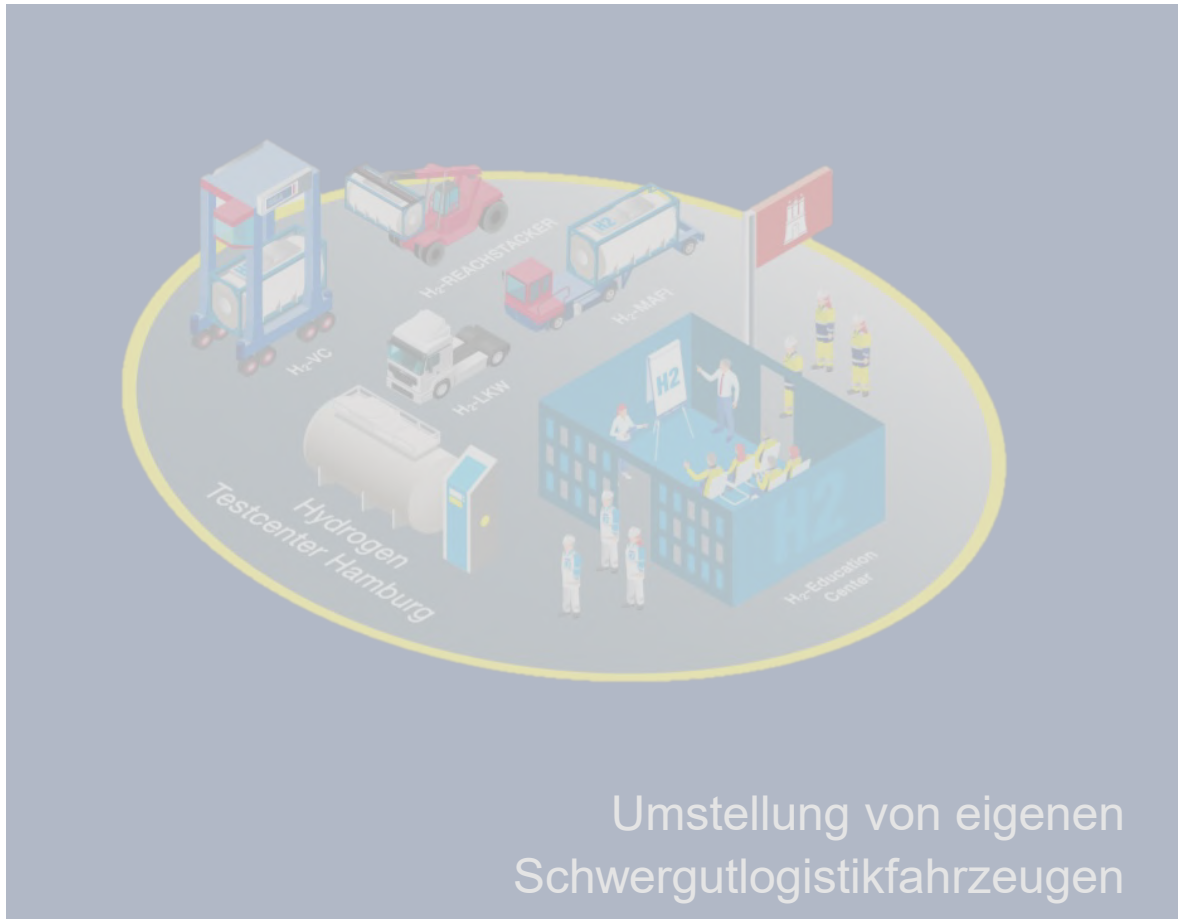 H₂-REACHSTACKER
H2
H₂-MAFI
H₂-VC
H₂-LKW
H2
Hydrogen
Testcenter Hamburg
H2
H₂-Education
Center
Umstellung von eigenen
Schwergutlogistikfahrzeugen